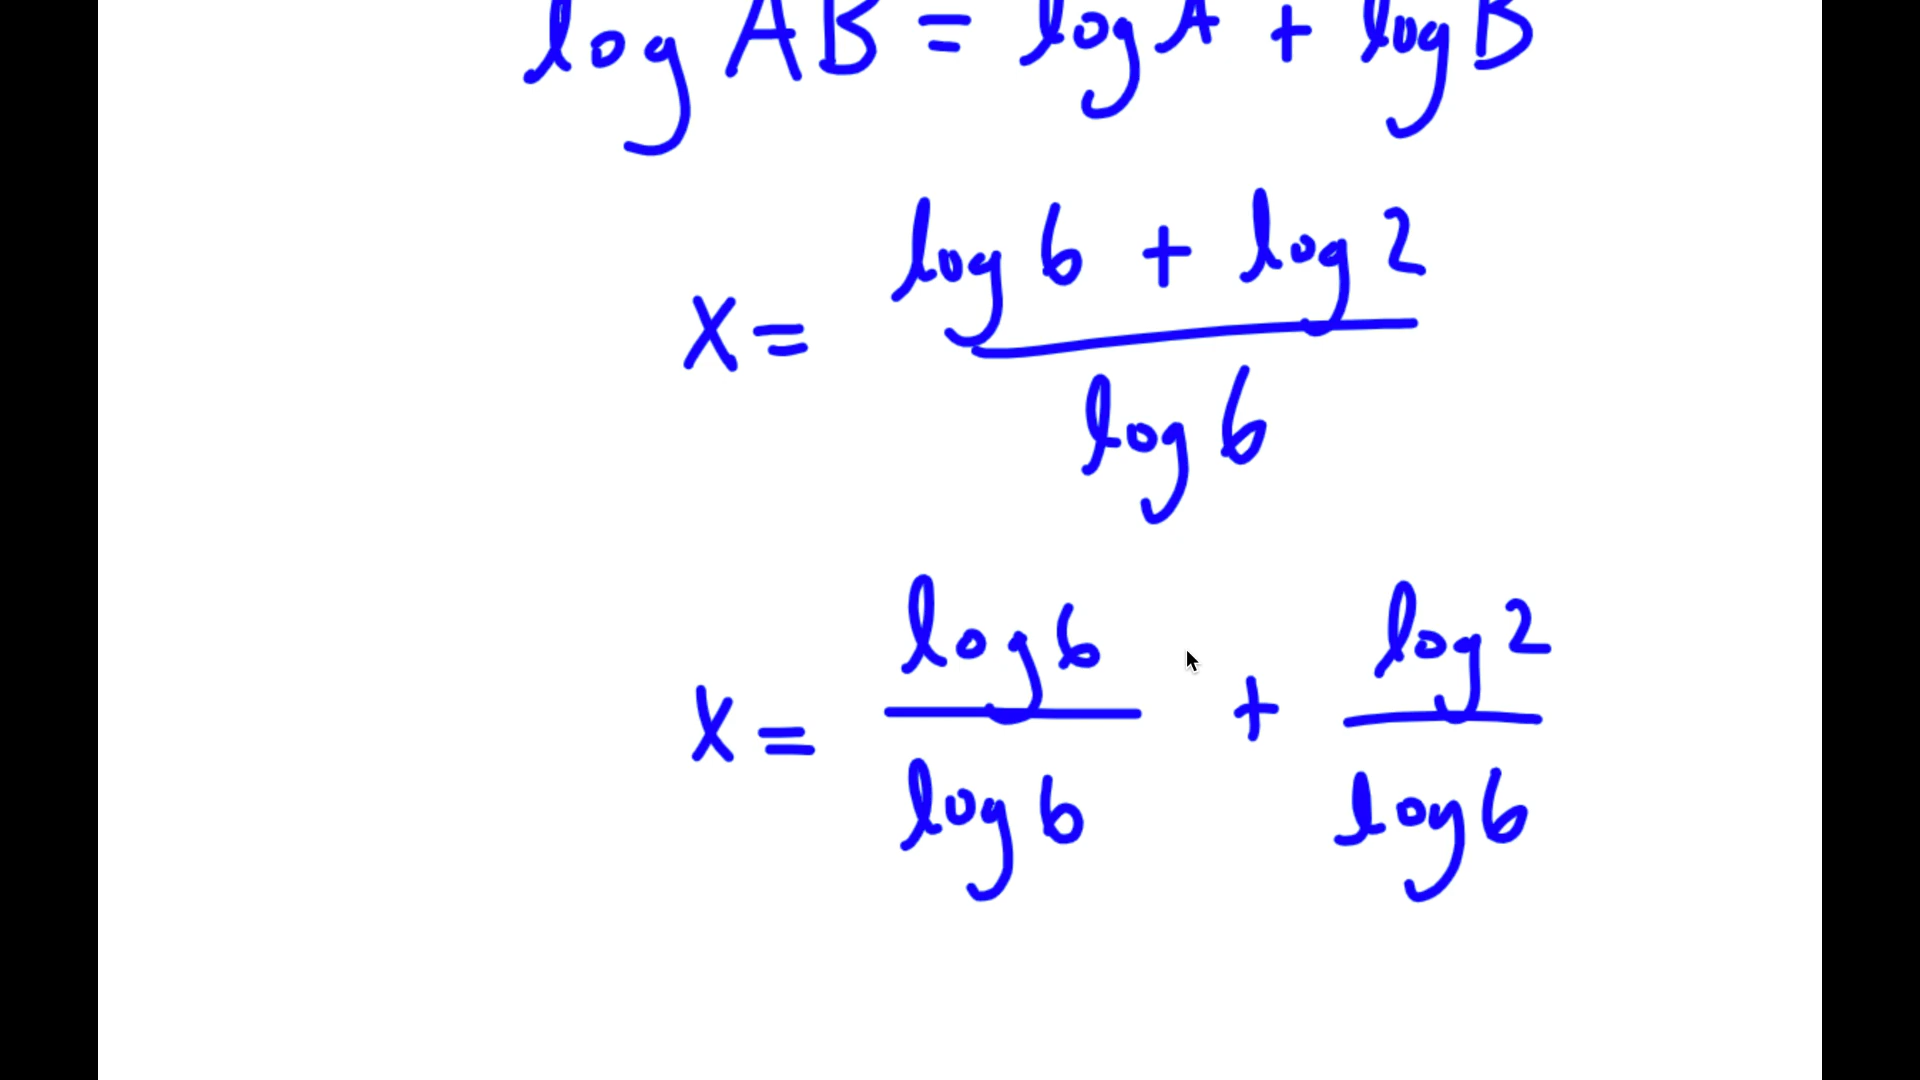 log AB = log A + log B
x = (log 6 + log 2) / log 6
x = log 6 / log 6 + log 2 / log 6